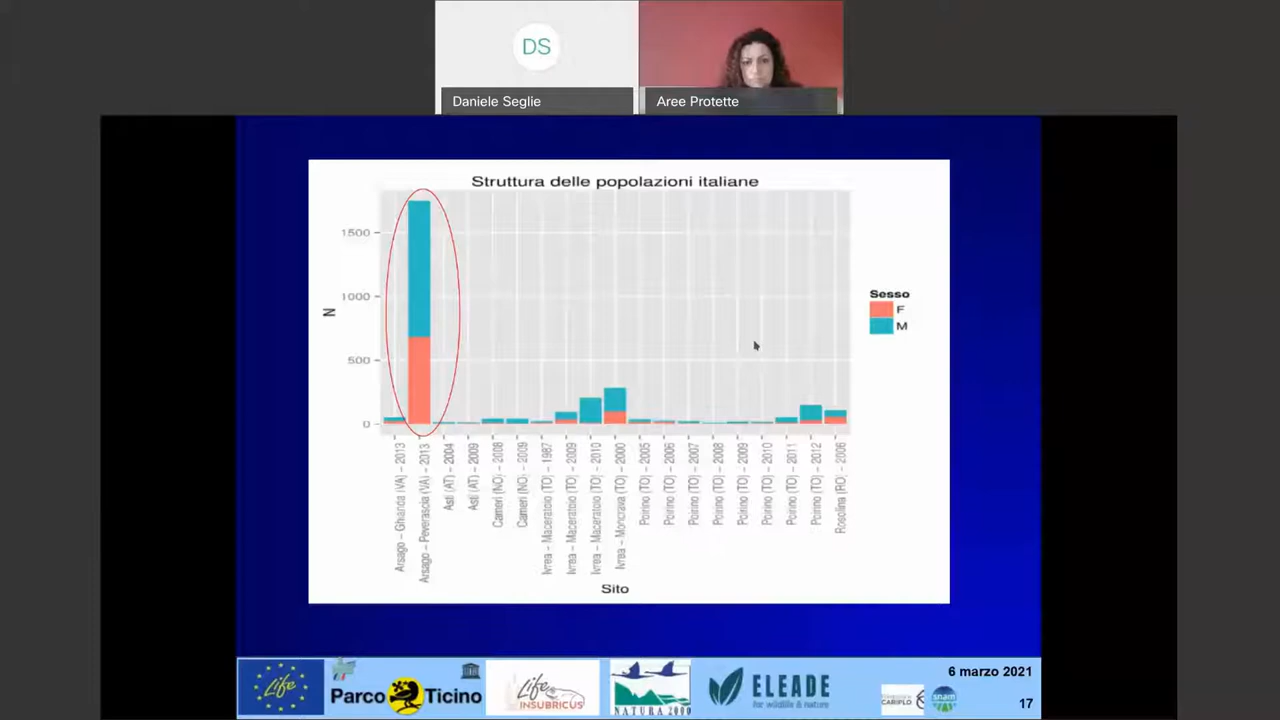 DS
Daniele Seglie
Aree Protette
Struttura delle popolazioni italiane
1500
1000
500
0
N
Sesso
F
M
Arsago – Ghianda (VA) – 2013
Arsago – Peverascia (VA) – 2013
Asti (AT) – 2004
Asti (AT) – 2009
Cameri (NO) – 2008
Cameri (NO) – 2009
Ivrea – Maceratoio (TO) – 1987
Ivrea – Maceratoio (TO) – 2009
Ivrea – Maceratoio (TO) – 2010
Ivrea – Moncrava (TO) – 2000
Poirino (TO) – 2005
Poirino (TO) – 2006
Poirino (TO) – 2007
Poirino (TO) – 2008
Poirino (TO) – 2009
Poirino (TO) – 2010
Poirino (TO) – 2011
Poirino (TO) – 2012
Rosolina (RO) – 2006
Sito
Life
Parco Ticino
Life
INSUBRICUS
NATURA 2000
ELEADE
for wildlife & nature
CARIPLO
snam
6 marzo 2021
17